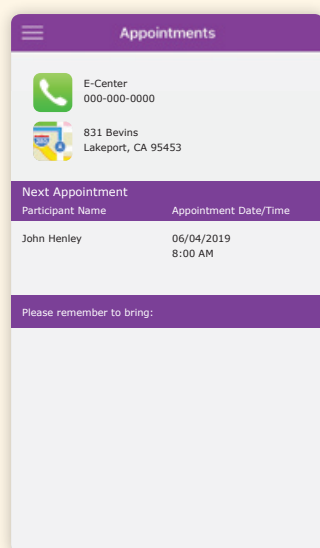 Appointments
E-Center
000-000-0000
831 Bevins
Lakeport, CA 95453
Next Appointment
Participant Name Appointment Date/Time
John Henley 06/04/2019
8:00 AM
Please remember to bring: